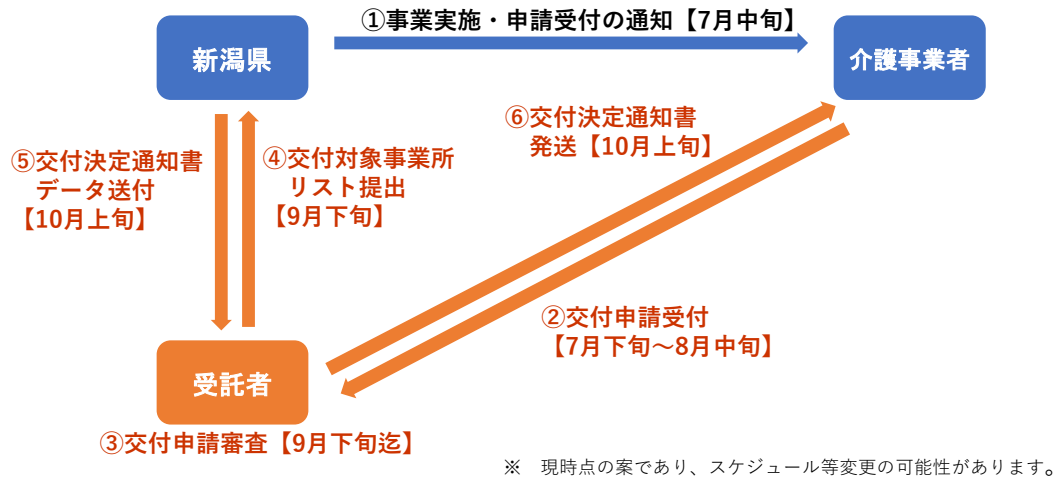 ①事業実施・申請受付の通知【7月中旬】
新潟県
介護事業者
⑥交付決定通知書
発送【10月上旬】
⑤交付決定通知書
データ送付
【10月上旬】
④交付対象事業所
リスト提出
【9月下旬】
②交付申請受付
【7月下旬～8月中旬】
受託者
③交付申請審査【9月下旬迄】
※　現時点の案であり、スケジュール等変更の可能性があります。